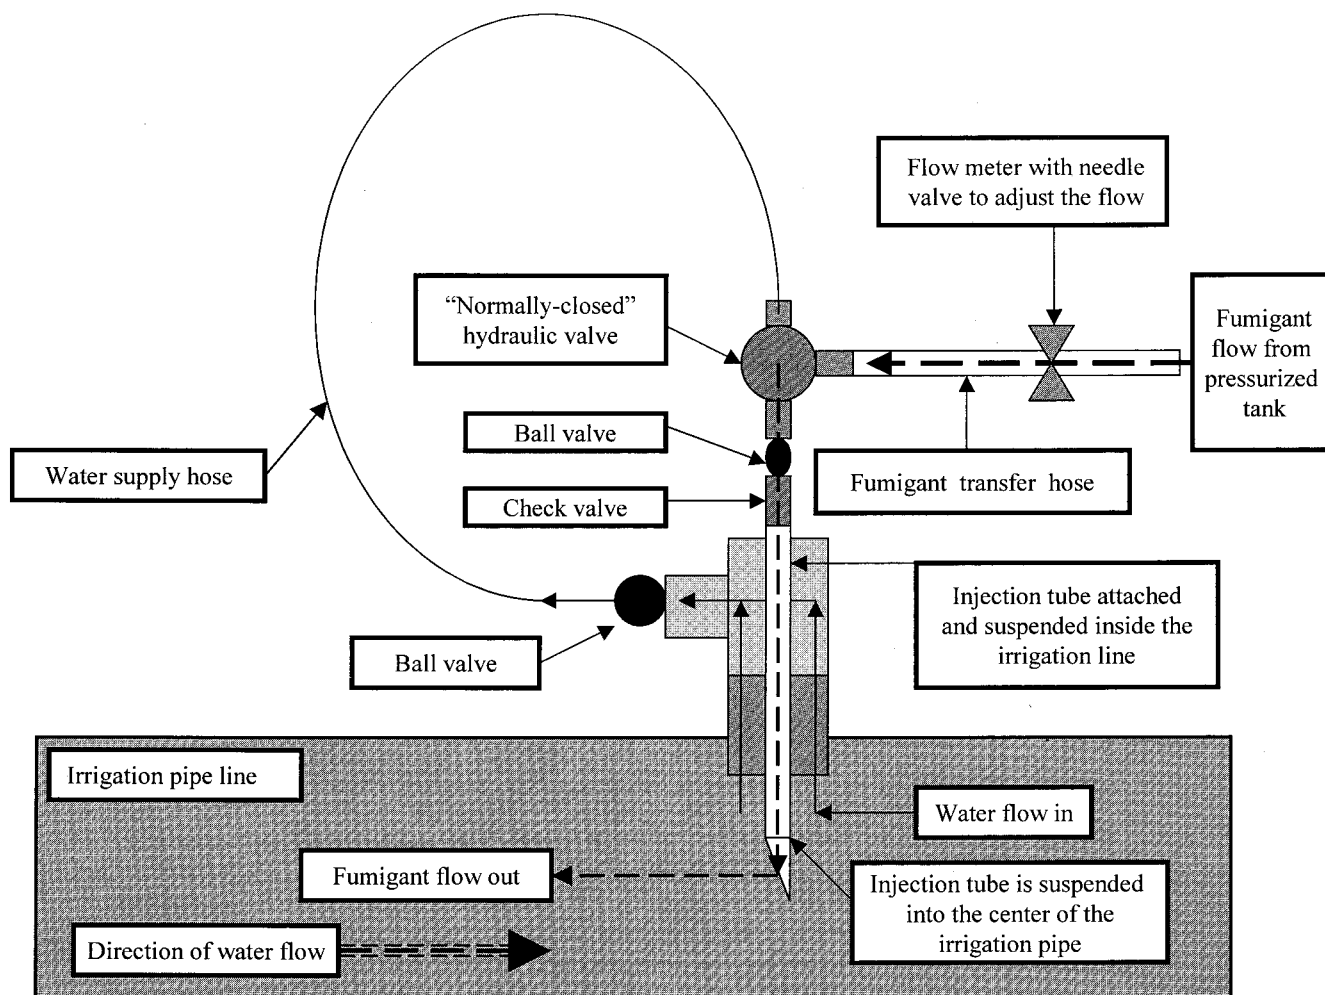 Flow meter with needle
valve to adjust the flow
“Normally-closed”
hydraulic valve
Fumigant
flow from
pressurized
tank
Ball valve
Water supply hose
Fumigant transfer hose
Check valve
Injection tube attached
and suspended inside the
irrigation line
Ball valve
Irrigation pipe line
Water flow in
Fumigant flow out
Injection tube is suspended
into the center of the
irrigation pipe
Direction of water flow